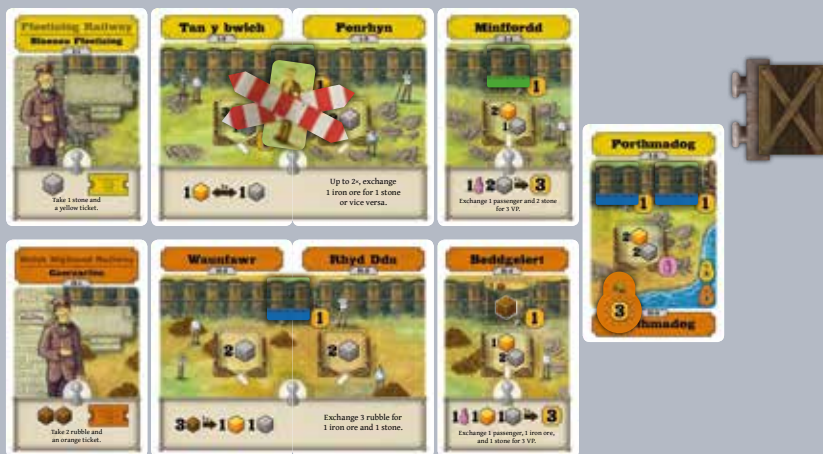 Ffestiniog Railway
Blaenau Ffestiniog
Tan y bwlch
Penrhyn
Minffordd
1
1
2
1
2
Take 1 stone and
a yellow ticket.
1 1
Up to 2×, exchange
1 iron ore for 1 stone
or vice versa.
1 2 3
Exchange 1 passenger and 2 stone
for 3 VP.
Porthmadog
1
1
2
2
3
Welsh Highland Railway
Waunfawr
Rhyd Ddu
Beddgelert
1
1
2
2
1
2
Take 2 rubble and
an orange ticket.
3 1 1
Exchange 3 rubble for
1 iron ore and 1 stone.
1 1 1 3
Exchange 1 passenger, 1 iron ore,
and 1 stone for 3 VP.